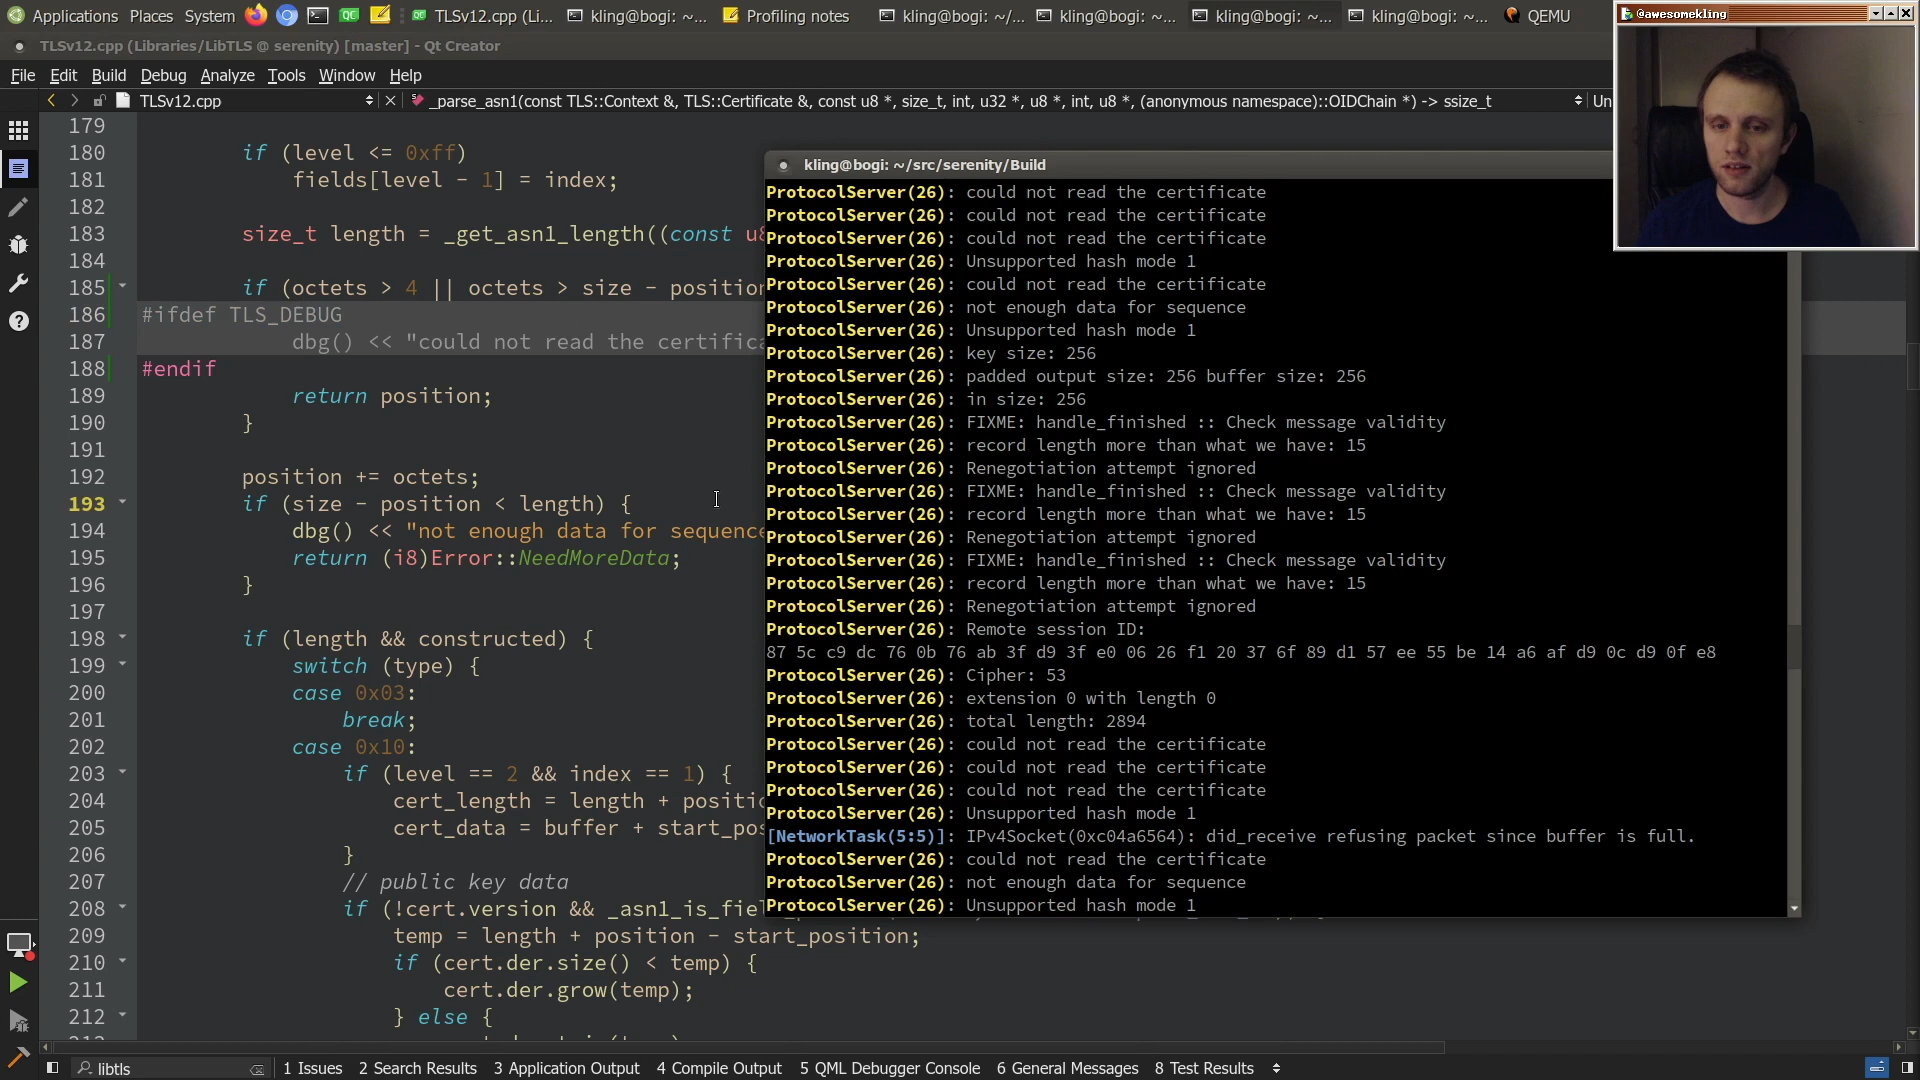 Applications Places System TLSv12.cpp (Li... kling@bogi: ~... Profiling notes kling@bogi: ~/... kling@bogi: ~... kling@bogi: ~... kling@bogi: ~... QEMU
@awesomekling
TLSv12.cpp (Libraries/LibTLS @ serenity) [master] - Qt Creator
File Edit Build Debug Analyze Tools Window Help
TLSv12.cpp _parse_asn1(const TLS::Context &, TLS::Certificate &, const u8 *, size_t, int, u32 *, u8 *, int, u8 *, (anonymous namespace)::OIDChain *) -> ssize_t Un
179
180 if (level <= 0xff)
181 fields[level - 1] = index;
182
183 size_t length = _get_asn1_length((const u8
184
185 if (octets > 4 || octets > size - position
186 #ifdef TLS_DEBUG
187 dbg() << "could not read the certifica
188 #endif
189 return position;
190 }
191
192 position += octets;
193 if (size - position < length) {
194 dbg() << "not enough data for sequence
195 return (i8)Error::NeedMoreData;
196 }
197
198 if (length && constructed) {
199 switch (type) {
200 case 0x03:
201 break;
202 case 0x10:
203 if (level == 2 && index == 1) {
204 cert_length = length + positio
205 cert_data = buffer + start_pos
206 }
207 // public key data
208 if (!cert.version && _asn1_is_fiel
209 temp = length + position - start_position;
210 if (cert.der.size() < temp) {
211 cert.der.grow(temp);
212 } else {
kling@bogi: ~/src/serenity/Build
ProtocolServer(26): could not read the certificate
ProtocolServer(26): could not read the certificate
ProtocolServer(26): could not read the certificate
ProtocolServer(26): Unsupported hash mode 1
ProtocolServer(26): could not read the certificate
ProtocolServer(26): not enough data for sequence
ProtocolServer(26): Unsupported hash mode 1
ProtocolServer(26): key size: 256
ProtocolServer(26): padded output size: 256 buffer size: 256
ProtocolServer(26): in size: 256
ProtocolServer(26): FIXME: handle_finished :: Check message validity
ProtocolServer(26): record length more than what we have: 15
ProtocolServer(26): Renegotiation attempt ignored
ProtocolServer(26): FIXME: handle_finished :: Check message validity
ProtocolServer(26): record length more than what we have: 15
ProtocolServer(26): Renegotiation attempt ignored
ProtocolServer(26): FIXME: handle_finished :: Check message validity
ProtocolServer(26): record length more than what we have: 15
ProtocolServer(26): Renegotiation attempt ignored
ProtocolServer(26): Remote session ID:
87 5c c9 dc 76 0b 76 ab 3f d9 3f e0 06 26 f1 20 37 6f 89 d1 57 ee 55 be 14 a6 af d9 0c d9 0f e8
ProtocolServer(26): Cipher: 53
ProtocolServer(26): extension 0 with length 0
ProtocolServer(26): total length: 2894
ProtocolServer(26): could not read the certificate
ProtocolServer(26): could not read the certificate
ProtocolServer(26): could not read the certificate
ProtocolServer(26): Unsupported hash mode 1
[NetworkTask(5:5)]: IPv4Socket(0xc04a6564): did_receive refusing packet since buffer is full.
ProtocolServer(26): could not read the certificate
ProtocolServer(26): not enough data for sequence
ProtocolServer(26): Unsupported hash mode 1
libtls 1 Issues 2 Search Results 3 Application Output 4 Compile Output 5 QML Debugger Console 6 General Messages 8 Test Results